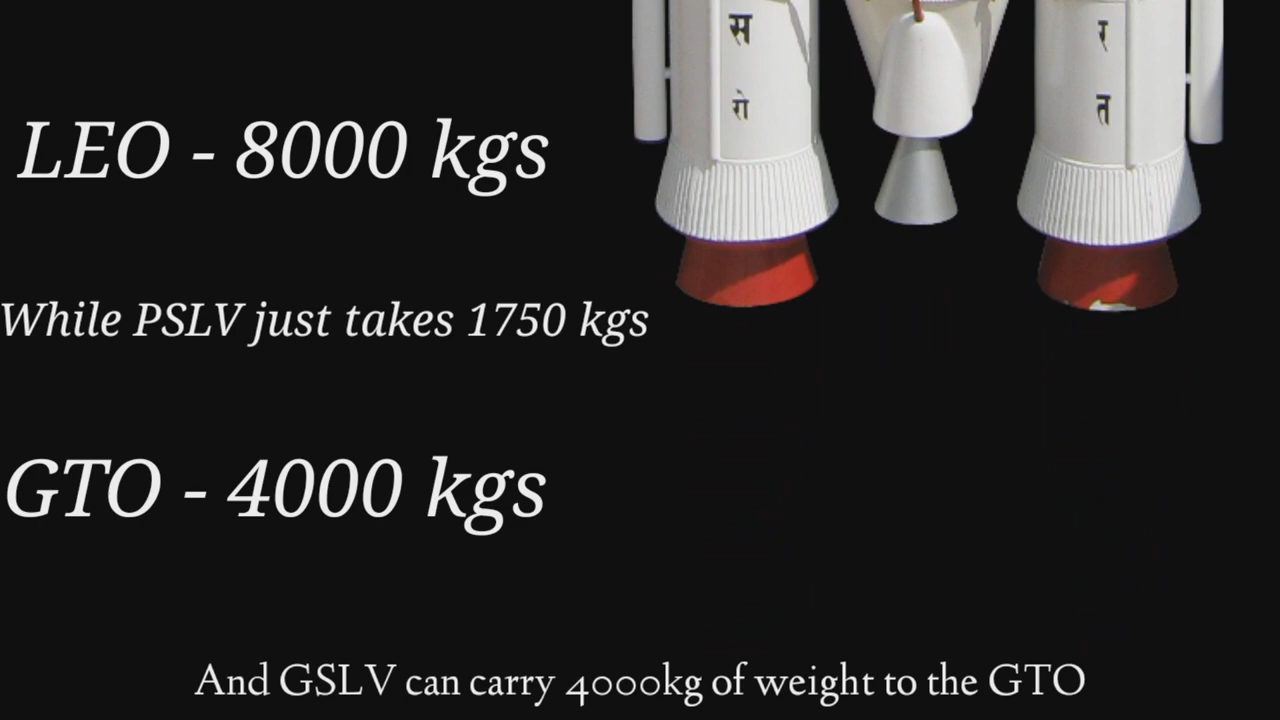 स
रो
र
त
LEO - 8000 kgs
While PSLV just takes 1750 kgs
GTO - 4000 kgs
And GSLV can carry 4000kg of weight to the GTO